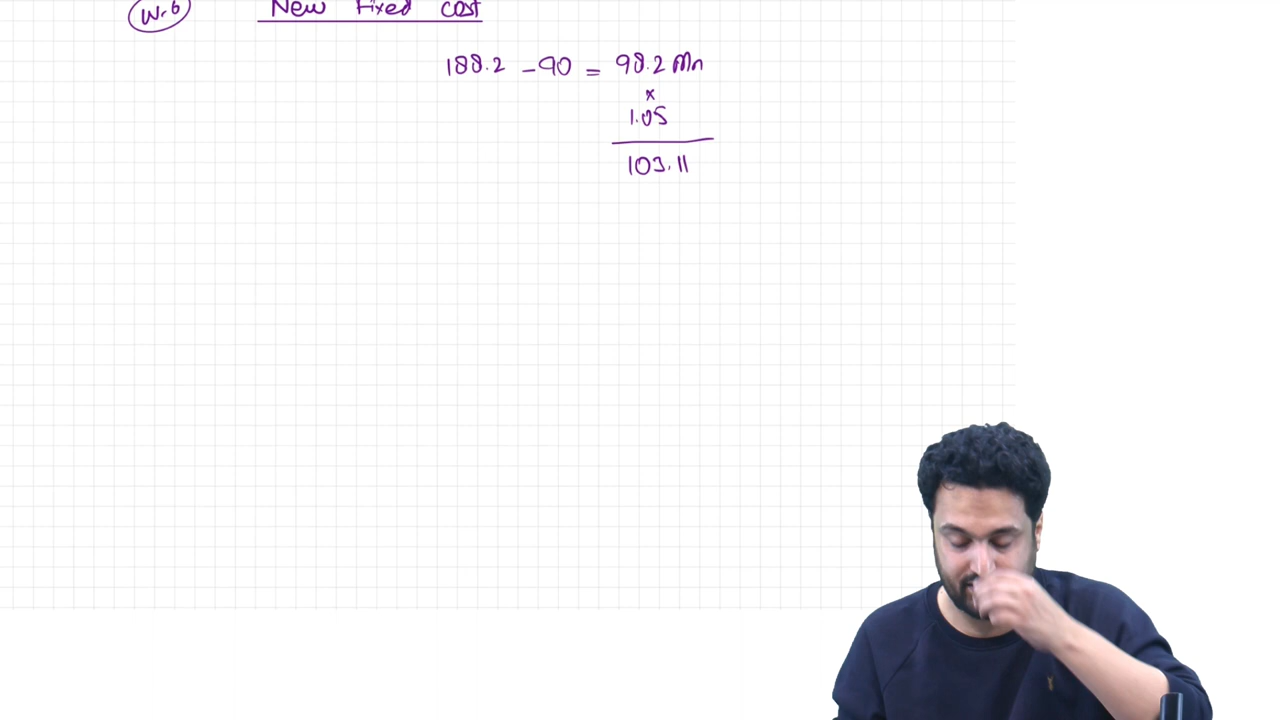 W.6 New Fixed cost
188.2 - 90 = 98.2 Mn
x
1.05
103.11